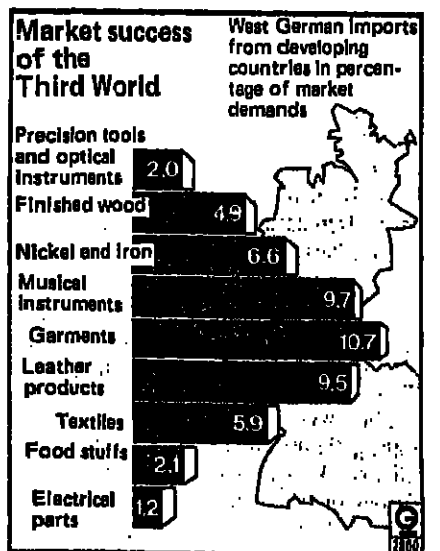 Market success
of the
Third World
West German imports
from developing
countries in percen-
tage of market
demands
Precision tools
and optical
instruments
2.0
Finished wood
4.9
Nickel and iron
6.6
Musical
instruments
9.7
Garments
10.7
Leather
products
9.5
Textiles
5.9
Food stuffs
2.1
Electrical
parts
1.2
G